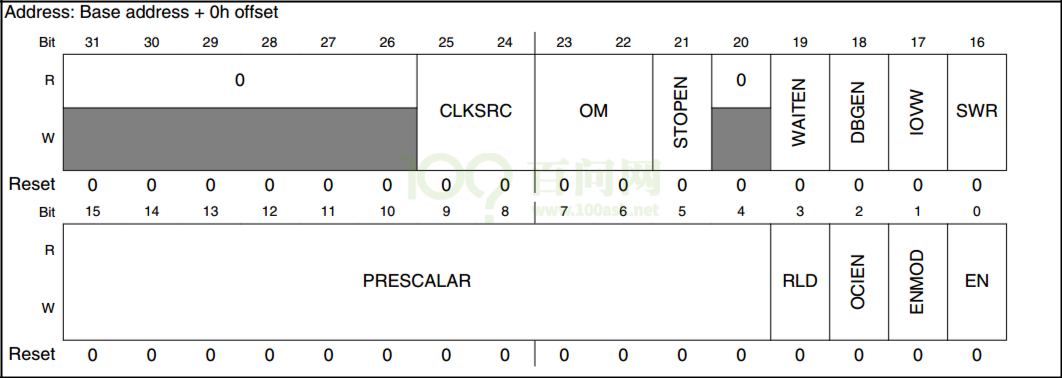 Address: Base address + 0h offset
Bit 31 30 29 28 27 26 25 24 23 22 21 20 19 18 17 16
R 0 CLKSRC OM STOPEN 0 WAITEN DBGEN IOVW SWR
W
Reset 0 0 0 0 0 0 0 0 0 0 0 0 0 0 0 0
Bit 15 14 13 12 11 10 9 8 7 6 5 4 3 2 1 0
R PRESCALAR RLD OCIEN ENMOD EN
W
Reset 0 0 0 0 0 0 0 0 0 0 0 0 0 0 0 0
100?
百问网
www.100ask.net